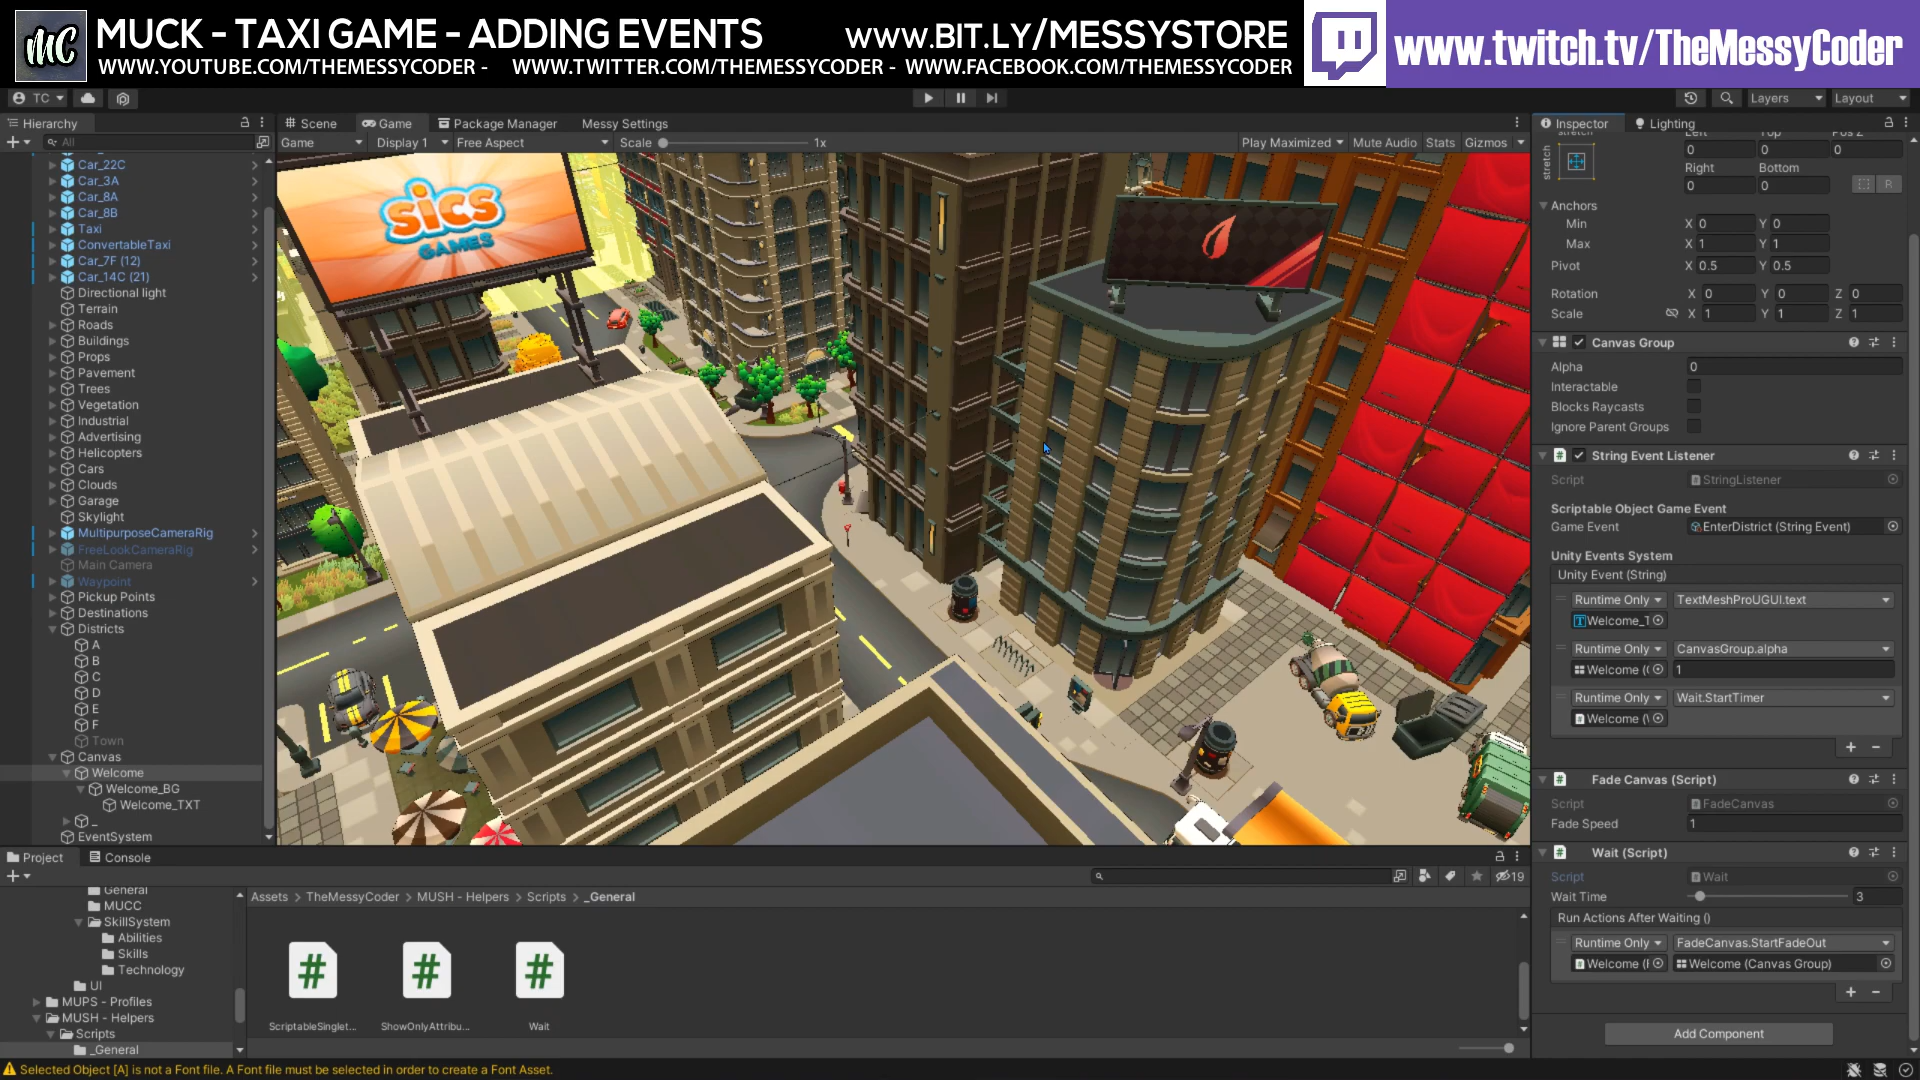 MC
MUCK - TAXI GAME - ADDING EVENTS
WWW.BIT.LY/MESSYSTORE
WWW.YOUTUBE.COM/THEMESSYCODER - WWW.TWITTER.COM/THEMESSYCODER - WWW.FACEBOOK.COM/THEMESSYCODER
www.twitch.tv/TheMessyCoder
TC
Layers
Layout
Hierarchy
All
Car_22C
Car_3A
Car_8A
Car_8B
Taxi
ConvertableTaxi
Car_7F (12)
Car_14C (21)
Directional light
Terrain
Roads
Buildings
Props
Pavement
Trees
Vegetation
Industrial
Advertising
Helicopters
Cars
Clouds
Garage
Skylight
MultipurposeCameraRig
FreeLookCameraRig
Main Camera
Waypoint
Pickup Points
Destinations
Districts
A
B
C
D
E
F
Town
Canvas
Welcome
Welcome_BG
Welcome_TXT
_
EventSystem
Scene
Game
Package Manager
Messy Settings
Game
Display 1
Free Aspect
Scale
1x
Play Maximized
Mute Audio
Stats
Gizmos
sics
GAMES
Inspector
Lighting
stretch
stretch
Left
Top
Pos Z
0
0
0
Right
Bottom
0
0
R
Anchors
Min X 0 Y 0
Max X 1 Y 1
Pivot X 0.5 Y 0.5
Rotation X 0 Y 0 Z 0
Scale X 1 Y 1 Z 1
Canvas Group
Alpha 0
Interactable
Blocks Raycasts
Ignore Parent Groups
String Event Listener
Script StringListener
Scriptable Object Game Event
Game Event EnterDistrict (String Event)
Unity Events System
Unity Event (String)
Runtime Only TextMeshProUGUI.text
Welcome_T
Runtime Only CanvasGroup.alpha
Welcome (C 1
Runtime Only Wait.StartTimer
Welcome (
Fade Canvas (Script)
Script FadeCanvas
Fade Speed 1
Wait (Script)
Script Wait
Wait Time 3
Run Actions After Waiting ()
Runtime Only FadeCanvas.StartFadeOut
Welcome (F Welcome (Canvas Group)
Add Component
Project
Console
19
General
MUCC
SkillSystem
Abilities
Skills
Technology
UI
MUPS - Profiles
MUSH - Helpers
Scripts
_General
Assets > TheMessyCoder > MUSH - Helpers > Scripts > _General
#
#
#
ScriptableSinglet...
ShowOnlyAttribu...
Wait
Selected Object [A] is not a Font file. A Font file must be selected in order to create a Font Asset.